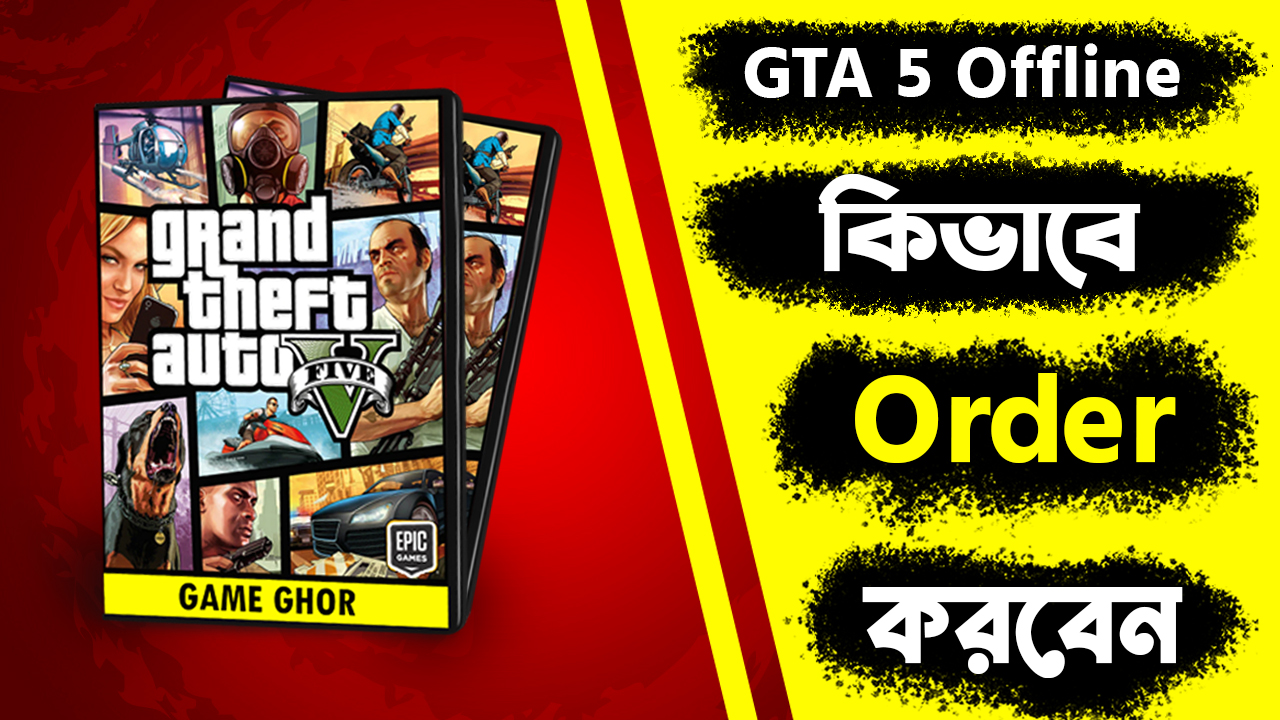 grand
theft
auto V
FIVE
EPIC
GAMES
GAME GHOR
GTA 5 Offline
কিভাবে
Order
করবেন